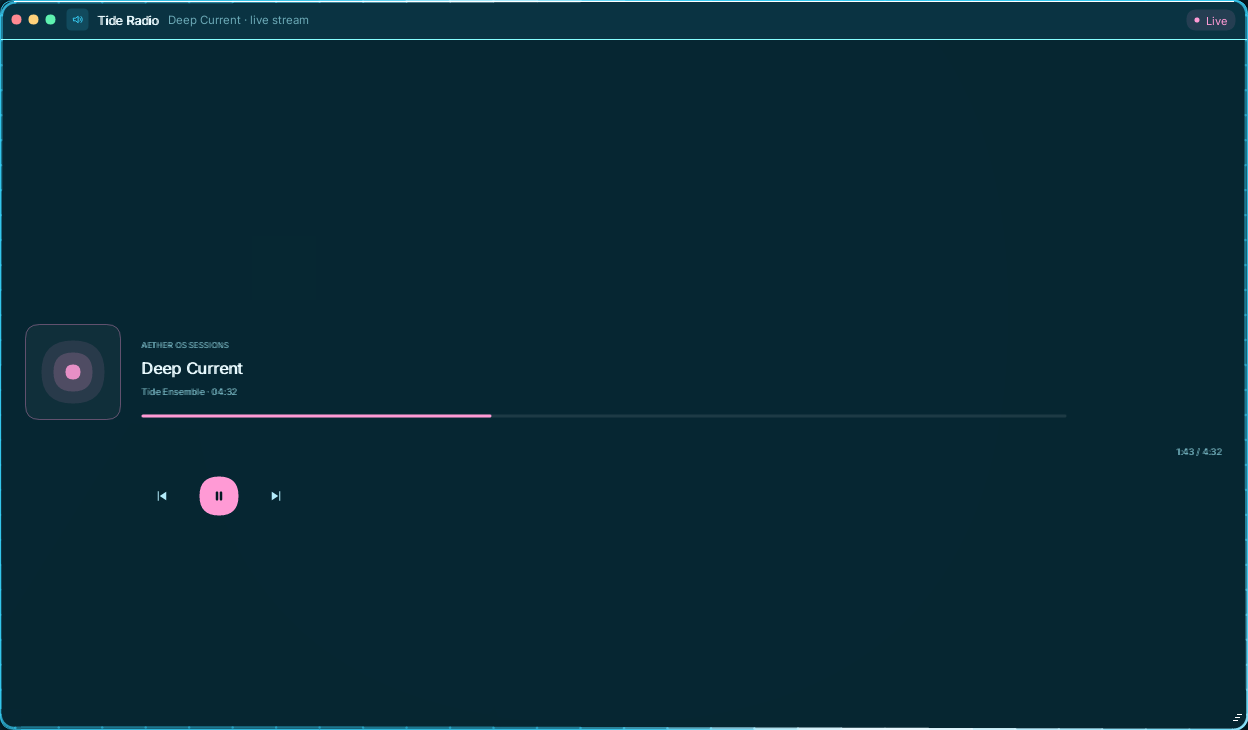 Tide Radio Deep Current · live stream
Live
AETHER OS SESSIONS
Deep Current
Tide Ensemble · 04:32
1:43 / 4:32